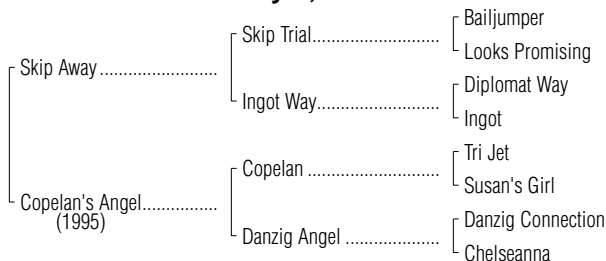 Bailjumper
Skip Trial
Looks Promising
Skip Away
Diplomat Way
Ingot Way
Ingot
Tri Jet
Copelan
Susan's Girl
Copelan's Angel
(1995)
Danzig Connection
Danzig Angel
Chelseanna